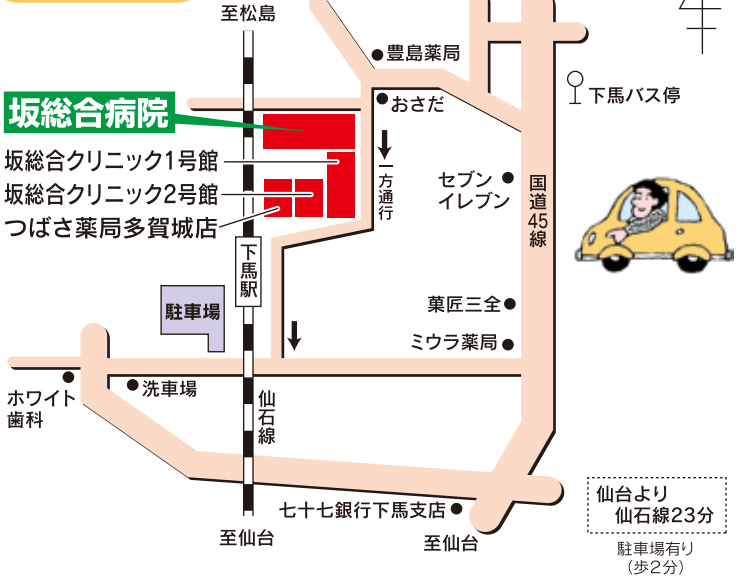 至松島
豊島薬局
下馬バス停
おさだ
坂総合病院
坂総合クリニック1号館
坂総合クリニック2号館
つばさ薬局多賀城店
一方通行
セブン
イレブン
国道45線
下馬駅
駐車場
菓匠三全
ミウラ薬局
ホワイト
歯科
洗車場
仙石線
七十七銀行下馬支店
至仙台
至仙台
仙台より
仙石線23分
駐車場有り
（歩2分）